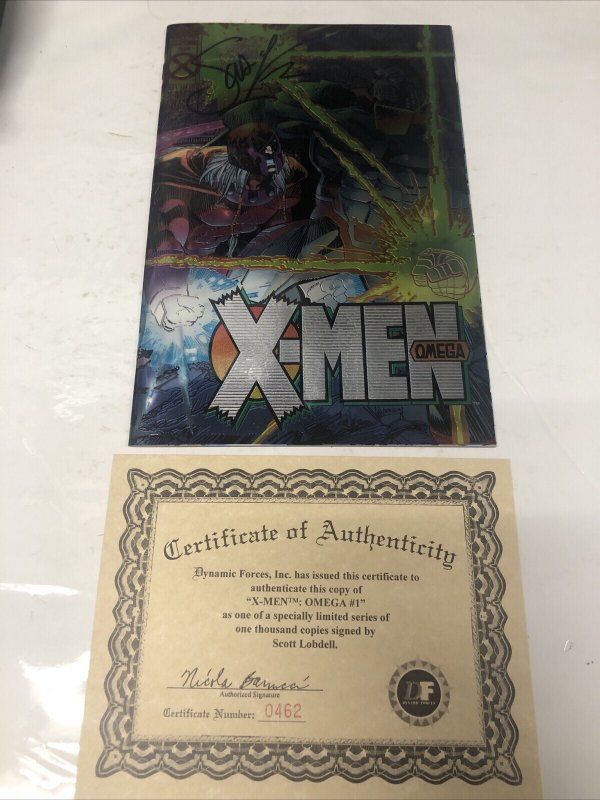 X-MEN
OMEGA
Certificate of Authenticity
Dynamic Forces, Inc. has issued this certificate to
authenticate this copy of
“X-MEN™: OMEGA #1”
as one of a specially limited series of
one thousand copies signed by
Scott Lobdell.
Authorized Signature
Certificate Number: 0462
DF
DYNAMIC FORCES